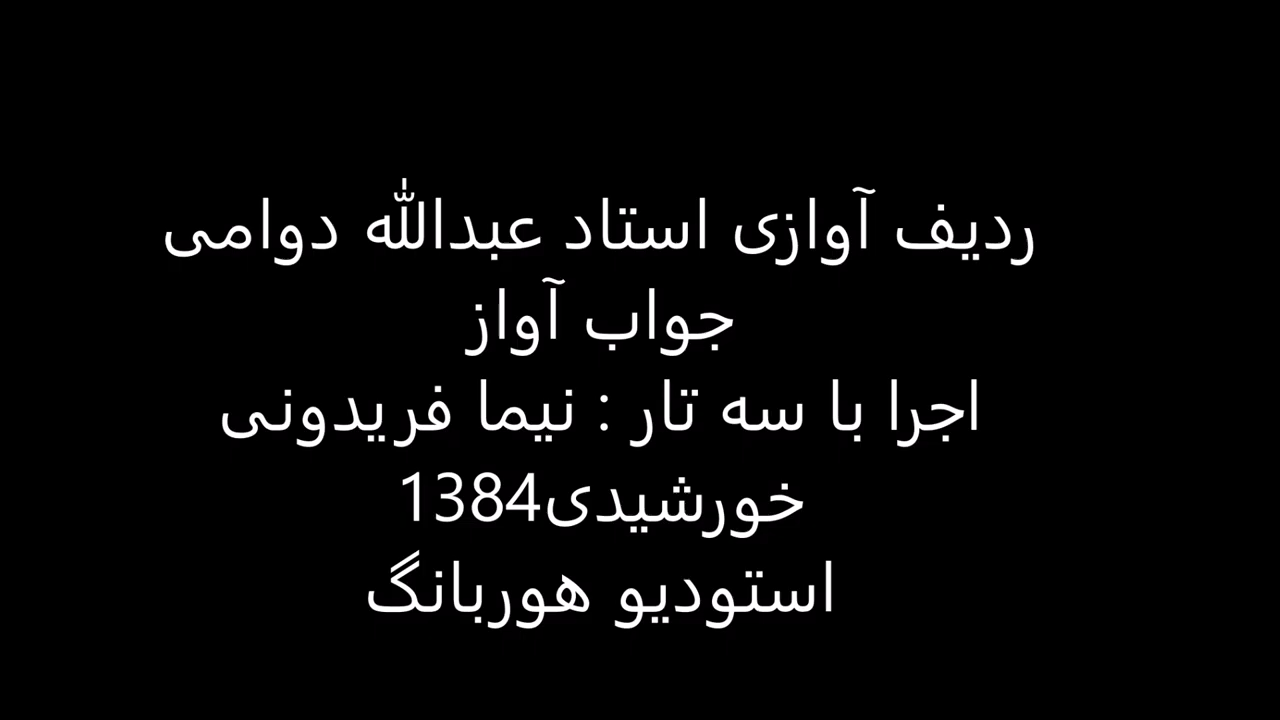 ردیف آوازی استاد عبدالله دوامی
جواب آواز
اجرا با سه تار : نیما فریدونی
خورشیدی1384
استودیو هوربانگ